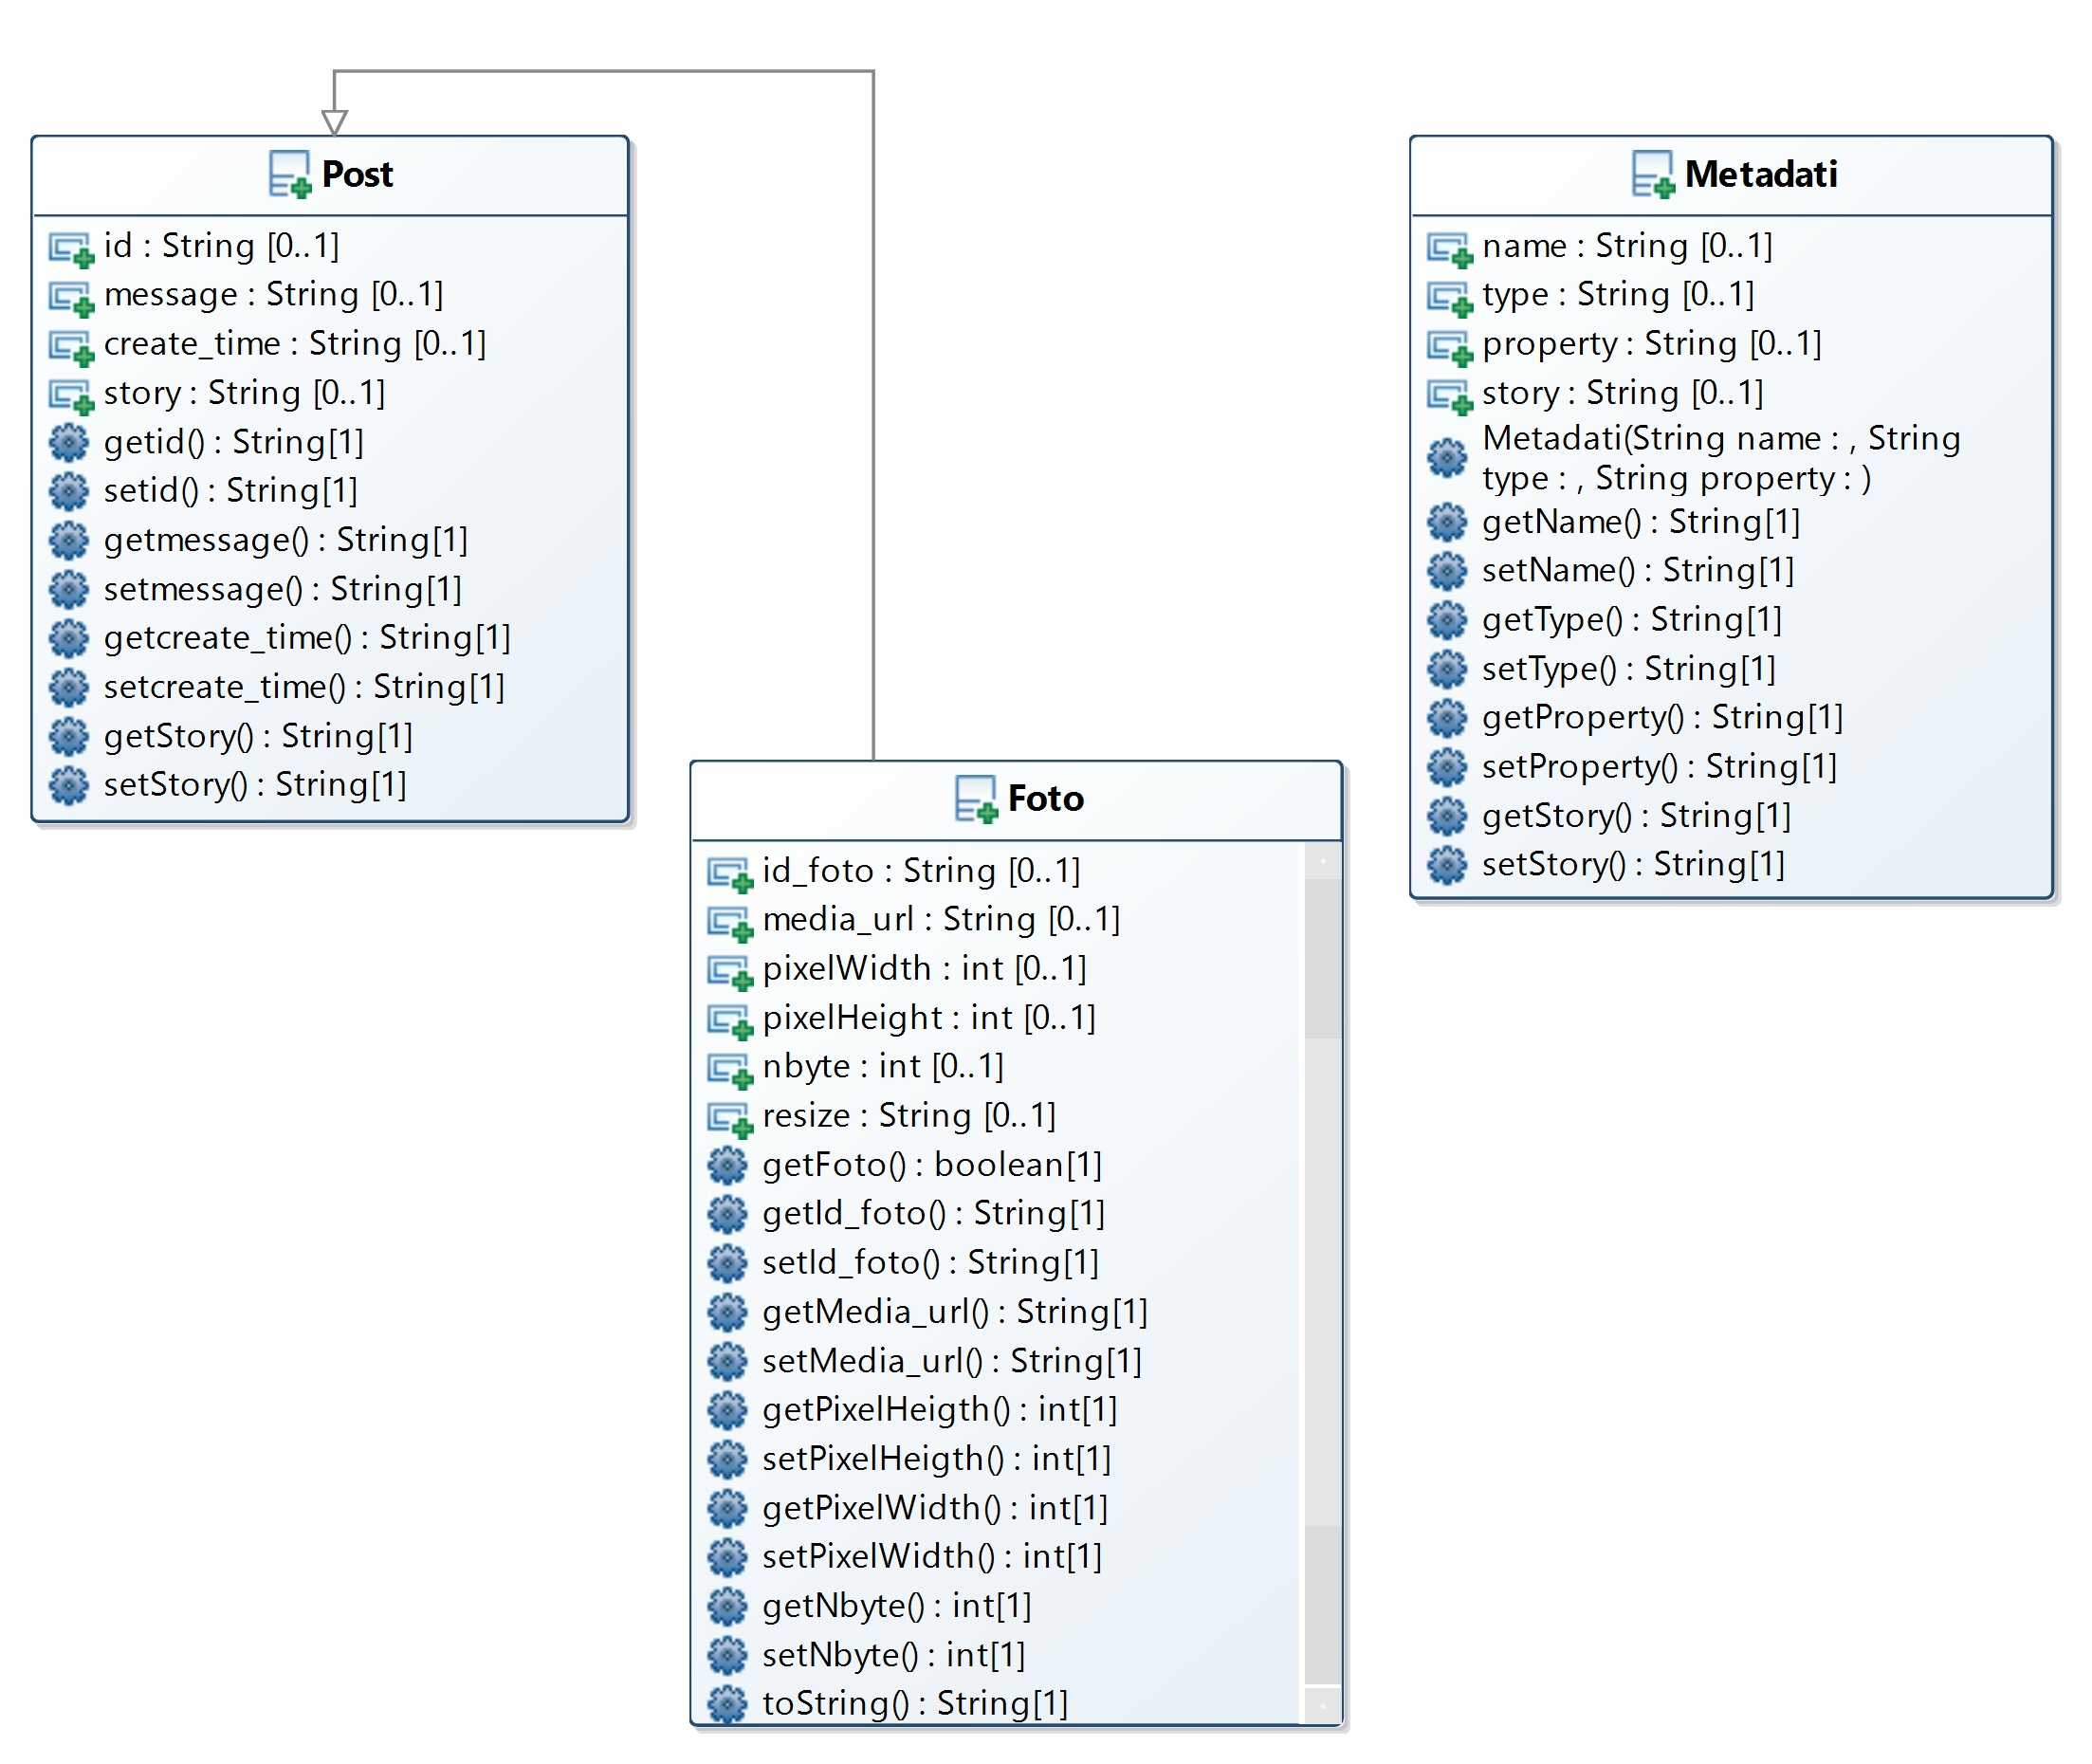 Post
id : String [0..1]
message : String [0..1]
create_time : String [0..1]
story : String [0..1]
getid() : String[1]
setid() : String[1]
getmessage() : String[1]
setmessage() : String[1]
getcreate_time() : String[1]
setcreate_time() : String[1]
getStory() : String[1]
setStory() : String[1]
Foto
id_foto : String [0..1]
media_url : String [0..1]
pixelWidth : int [0..1]
pixelHeight : int [0..1]
nbyte : int [0..1]
resize : String [0..1]
getFoto() : boolean[1]
getId_foto() : String[1]
setId_foto() : String[1]
getMedia_url() : String[1]
setMedia_url() : String[1]
getPixelHeigth() : int[1]
setPixelHeigth() : int[1]
getPixelWidth() : int[1]
setPixelWidth() : int[1]
getNbyte() : int[1]
setNbyte() : int[1]
toString() : String[1]
Metadati
name : String [0..1]
type : String [0..1]
property : String [0..1]
story : String [0..1]
Metadati(String name : , String
type : , String property : )
getName() : String[1]
setName() : String[1]
getType() : String[1]
setType() : String[1]
getProperty() : String[1]
setProperty() : String[1]
getStory() : String[1]
setStory() : String[1]